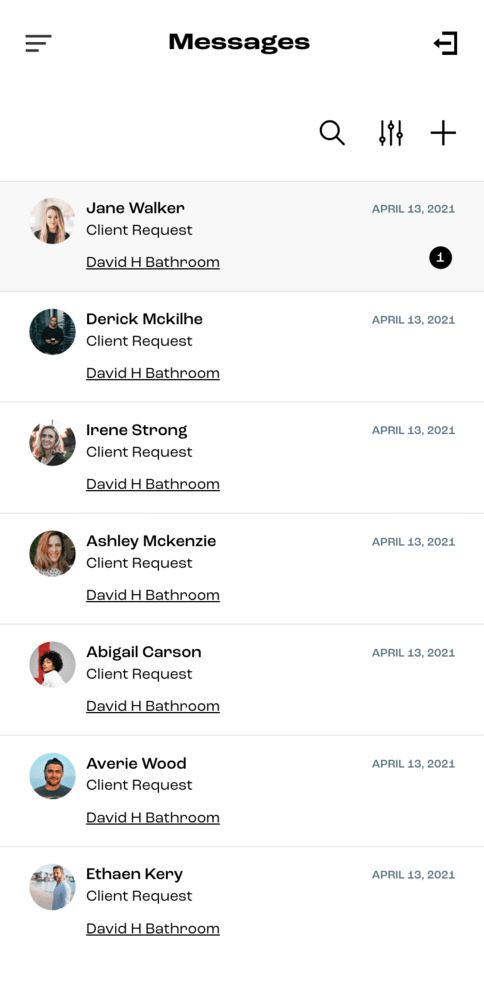 Messages
Jane Walker
APRIL 13, 2021
Client Request
David H Bathroom
1
Derick Mckilhe
APRIL 13, 2021
Client Request
David H Bathroom
Irene Strong
APRIL 13, 2021
Client Request
David H Bathroom
Ashley Mckenzie
APRIL 13, 2021
Client Request
David H Bathroom
Abigail Carson
APRIL 13, 2021
Client Request
David H Bathroom
Averie Wood
APRIL 13, 2021
Client Request
David H Bathroom
Ethaen Kery
APRIL 13, 2021
Client Request
David H Bathroom